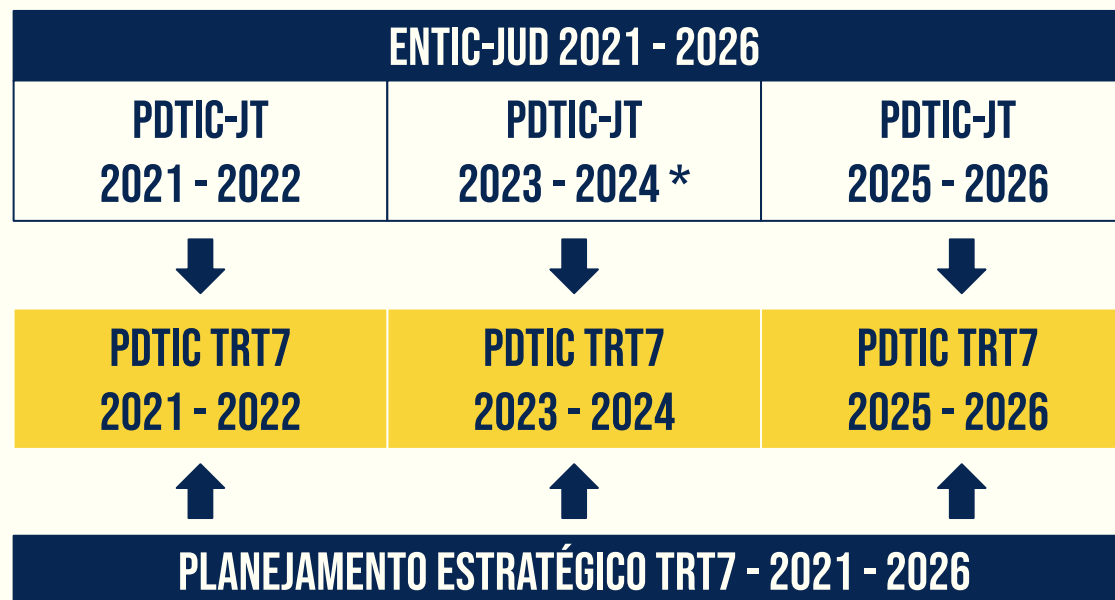 ENTIC-JUD 2021 - 2026
PDTIC-JT
2021 - 2022
PDTIC-JT
2023 - 2024 *
PDTIC-JT
2025 - 2026
PDTIC TRT7
2021 - 2022
PDTIC TRT7
2023 - 2024
PDTIC TRT7
2025 - 2026
PLANEJAMENTO ESTRATÉGICO TRT7 - 2021 - 2026